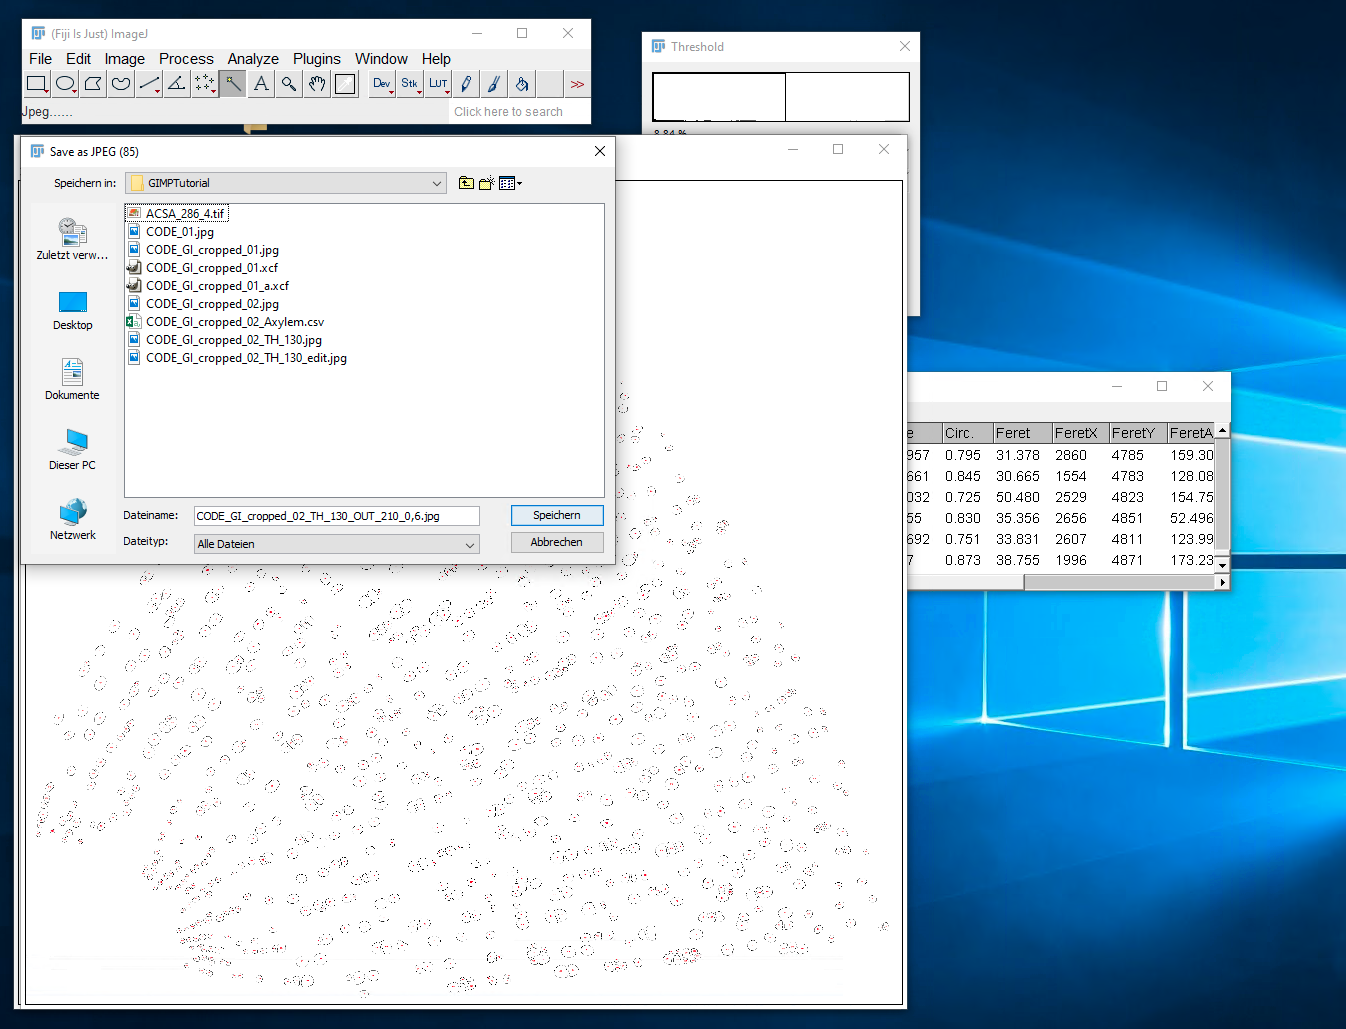 (Fiji Is Just) ImageJ
File Edit Image Process Analyze Plugins Window Help
Dev Stk LUT >>
Jpeg...... Click here to search
Threshold
8.84 %
Save as JPEG (85)
Speichern in: GIMPTutorial
ACSA_286_4.tif
CODE_01.jpg
CODE_GI_cropped_01.jpg
CODE_GI_cropped_01.xcf
CODE_GI_cropped_01_a.xcf
CODE_GI_cropped_02.jpg
CODE_GI_cropped_02_Axylem.csv
CODE_GI_cropped_02_TH_130.jpg
CODE_GI_cropped_02_TH_130_edit.jpg
Zuletzt verw...
Desktop
Dokumente
Dieser PC
Netzwerk
Dateiname: CODE_GI_cropped_02_TH_130_OUT_210_0,6.jpg Speichern
Dateityp: Alle Dateien Abbrechen
e Circ. Feret FeretX FeretY FeretA
957 0.795 31.378 2860 4785 159.30
661 0.845 30.665 1554 4783 128.08
032 0.725 50.480 2529 4823 154.75
55 0.830 35.356 2656 4851 52.496
692 0.751 33.831 2607 4811 123.99
7 0.873 38.755 1996 4871 173.23